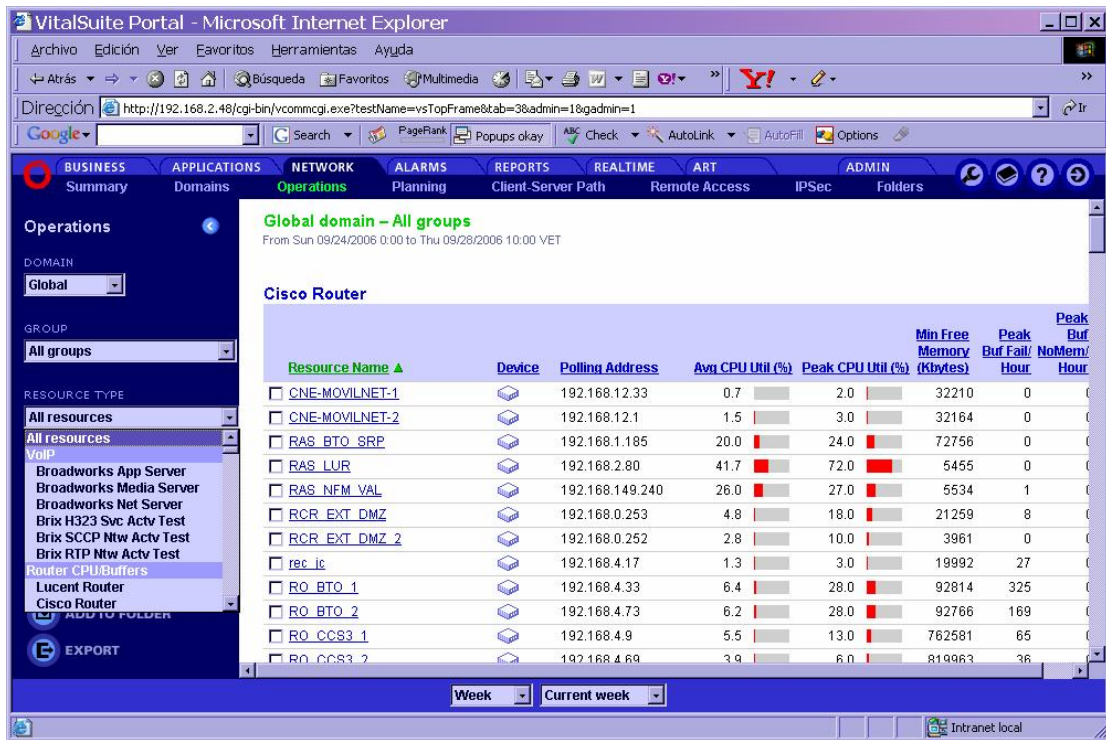 VitalSuite Portal - Microsoft Internet Explorer
Archivo Edición Ver Favoritos Herramientas Ayuda
Atrás Búsqueda Favoritos Multimedia
Dirección http://192.168.2.48/cgi-bin/vcommcgi.exe?testName=vsTopFrame&tab=3&admin=1&gadmin=1 Ir
Google Search PageRank Popups okay ABC Check AutoLink AutoFill Options
BUSINESS APPLICATIONS NETWORK ALARMS REPORTS REALTIME ART ADMIN
Summary Domains Operations Planning Client-Server Path Remote Access IPSec Folders
Operations
DOMAIN
Global
GROUP
All groups
RESOURCE TYPE
All resources
All resources
VoIP
Broadworks App Server
Broadworks Media Server
Broadworks Net Server
Brix H323 Svc Actv Test
Brix SCCP Ntw Actv Test
Brix RTP Ntw Actv Test
Router CPU/Buffers
Lucent Router
Cisco Router
ADD TO FOLDER
EXPORT
Global domain – All groups
From Sun 09/24/2006 0:00 to Thu 09/28/2006 10:00 VET
Cisco Router
Resource Name Device Polling Address Avg CPU Util (%) Peak CPU Util (%) Min Free Memory (Kbytes) Peak Buf Fail/ Hour Peak Buf NoMem/ Hour
CNE-MOVILNET-1 192.168.12.33 0.7 2.0 32210 0 0
CNE-MOVILNET-2 192.168.12.1 1.5 3.0 32164 0 0
RAS_BTO_SRP 192.168.1.185 20.0 24.0 72756 0 0
RAS_LUR 192.168.2.80 41.7 72.0 5455 0 0
RAS_NFM_VAL 192.168.149.240 26.0 27.0 5534 1 0
RCR_EXT_DMZ 192.168.0.253 4.8 18.0 21259 8 0
RCR_EXT_DMZ_2 192.168.0.252 2.8 10.0 3961 0 0
rec_jc 192.168.4.17 1.3 3.0 19992 27 0
RO_BTO_1 192.168.4.33 6.4 28.0 92814 325 0
RO_BTO_2 192.168.4.73 6.2 28.0 92766 169 0
RO_CCS3_1 192.168.4.9 5.5 13.0 762581 65 0
RO_CCS3_2 192.168.4.69 3.9 6.0 819963 36
Week Current week
Intranet local